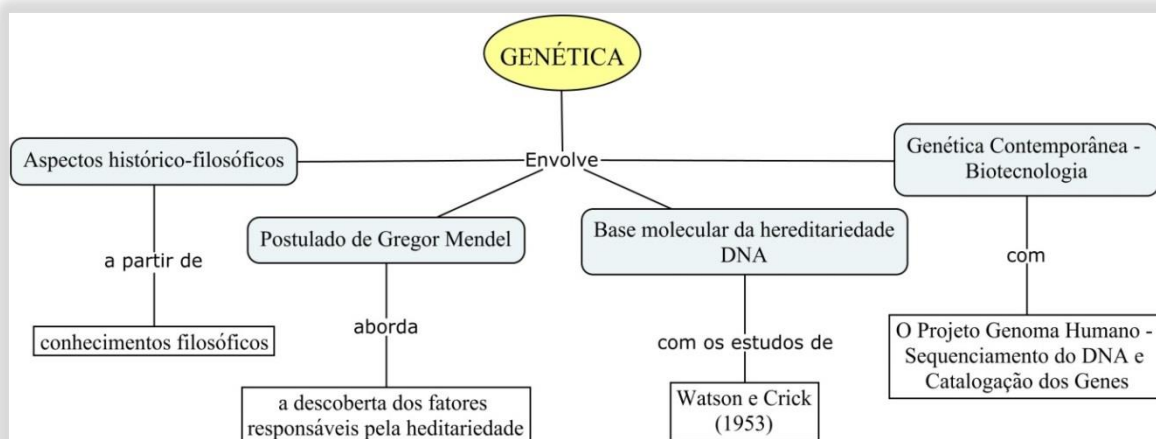 GENÉTICA
Envolve
Aspectos histórico-filosóficos
a partir de
conhecimentos filosóficos
Postulado de Gregor Mendel
aborda
a descoberta dos fatores
responsáveis pela heditariedade
Base molecular da hereditariedade
DNA
com os estudos de
Watson e Crick
(1953)
Genética Contemporânea -
Biotecnologia
com
O Projeto Genoma Humano -
Sequenciamento do DNA e
Catalogação dos Genes